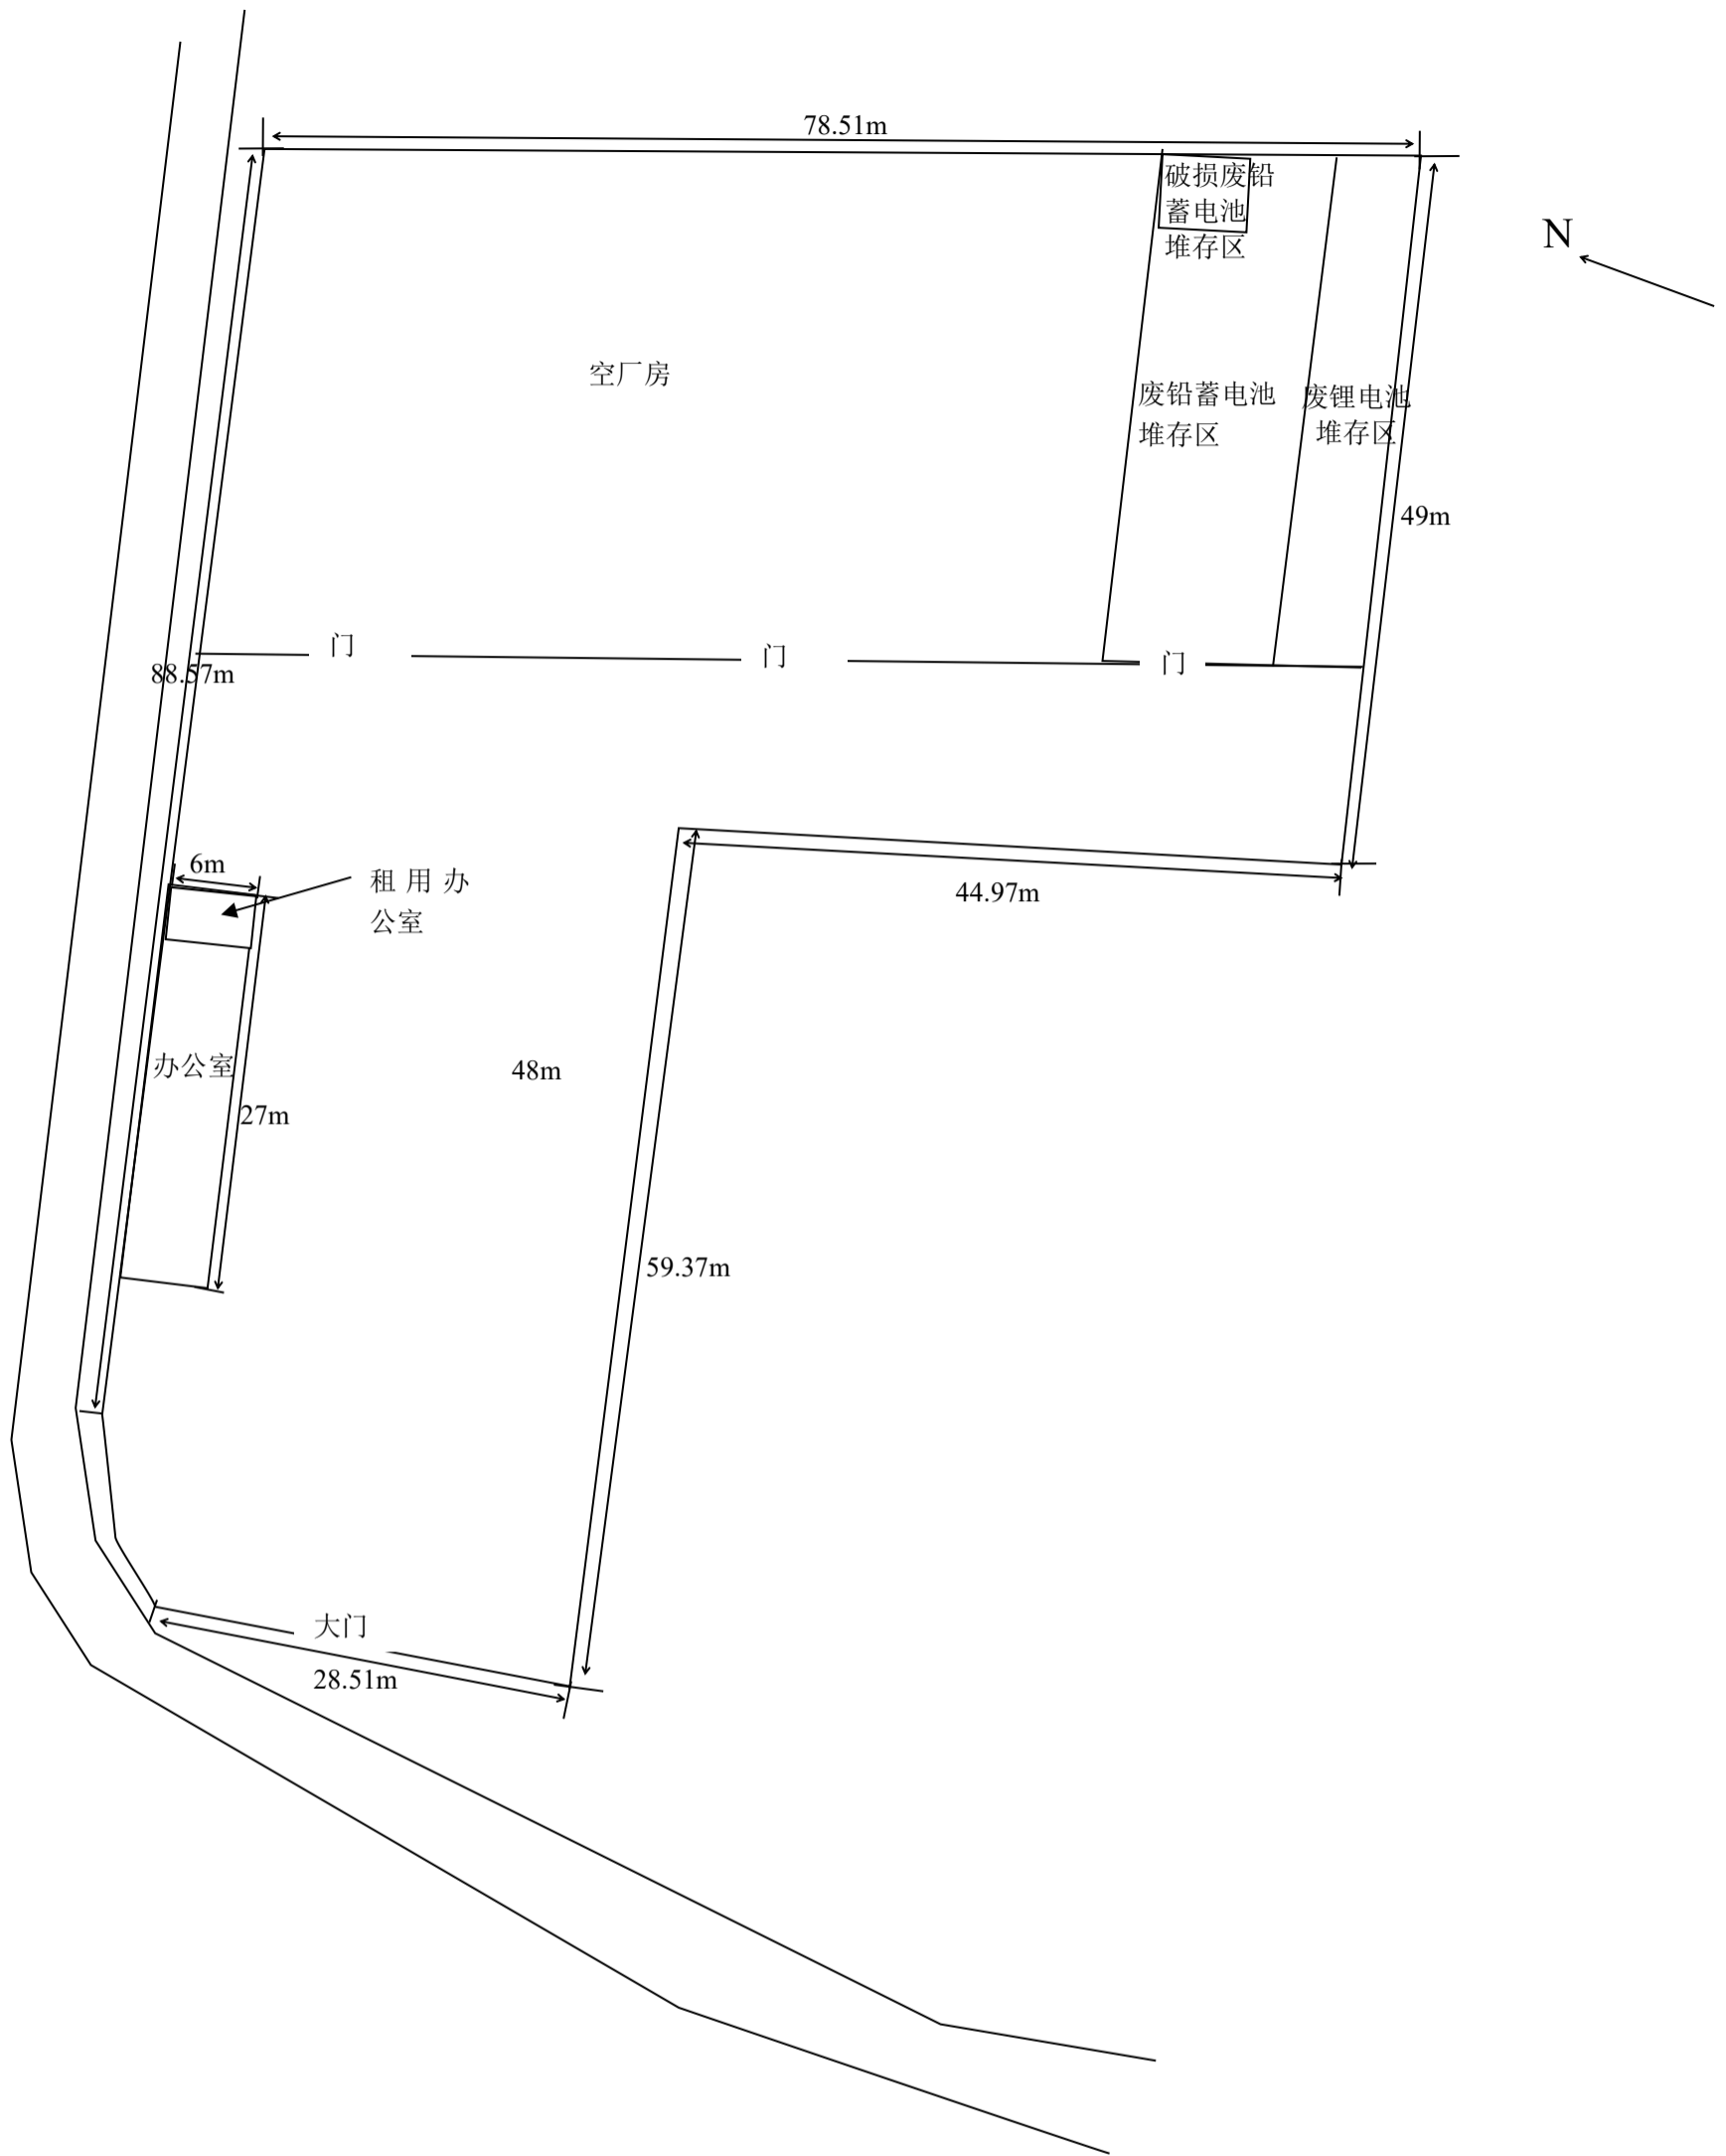 78.51m
破损废铅
蓄电池
堆存区
N
空厂房
废铅蓄电池
堆存区
废锂电池
堆存区
49m
门
门
门
88.57m
6m
租用办
公室
44.97m
办公室
48m
27m
59.37m
大门
28.51m